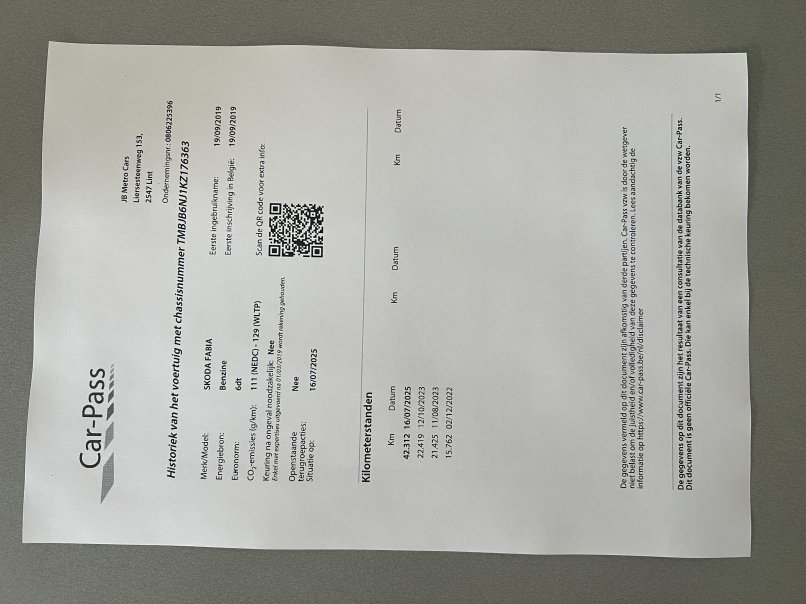 Car-Pass
JB Metro Cars
Liersesteenweg 153,
2547 Lint
Ondernemingsnr.: 0806225396
Historiek van het voertuig met chassisnummer TMBJB6NJ1KZ176363
Merk/Model: SKODA FABIA
Energiebron: Benzine
Euronorm: 6dt
CO2-emissies (g/km): 111 (NEDC) - 129 (WLTP)
Keuring na ongeval noodzakelijk: Nee
Enkel met expertises uitgevoerd na 01/03/2019 wordt rekening gehouden.
Openstaande
terugroepacties: Nee
Situatie op: 16/07/2025
Eerste ingebruikname: 19/09/2019
Eerste inschrijving in België: 19/09/2019
Scan de QR code voor extra info:
Kilometerstanden
Km Datum Km Datum Km Datum
42.312 16/07/2025
22.419 12/10/2023
21.425 11/08/2023
15.762 02/12/2022
De gegevens vermeld op dit document zijn afkomstig van derde partijen. Car-Pass vzw is door de wetgever
niet belast om de juistheid en/of volledigheid van deze gegevens te controleren. Lees aandachtig de
informatie op https://www.car-pass.be/nl/disclaimer
De gegevens op dit document zijn het resultaat van een consultatie van de databank van de vzw Car-Pass.
Dit document is geen officiële Car-Pass. Die kan enkel bij de technische keuring bekomen worden.
1/1